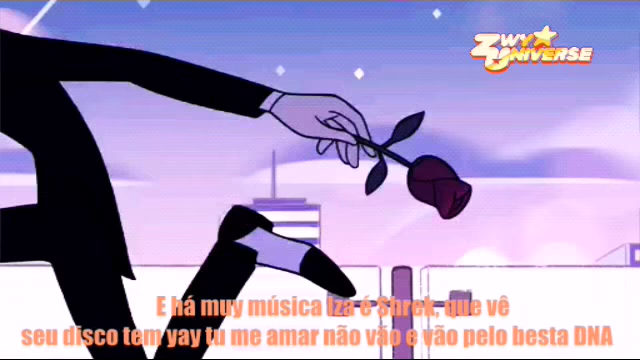 ZWY
UNIVERSE
E há muy música Iza é Shrek, que vê
seu disco tem yay tu me amar não vão e vão pelo besta DNA